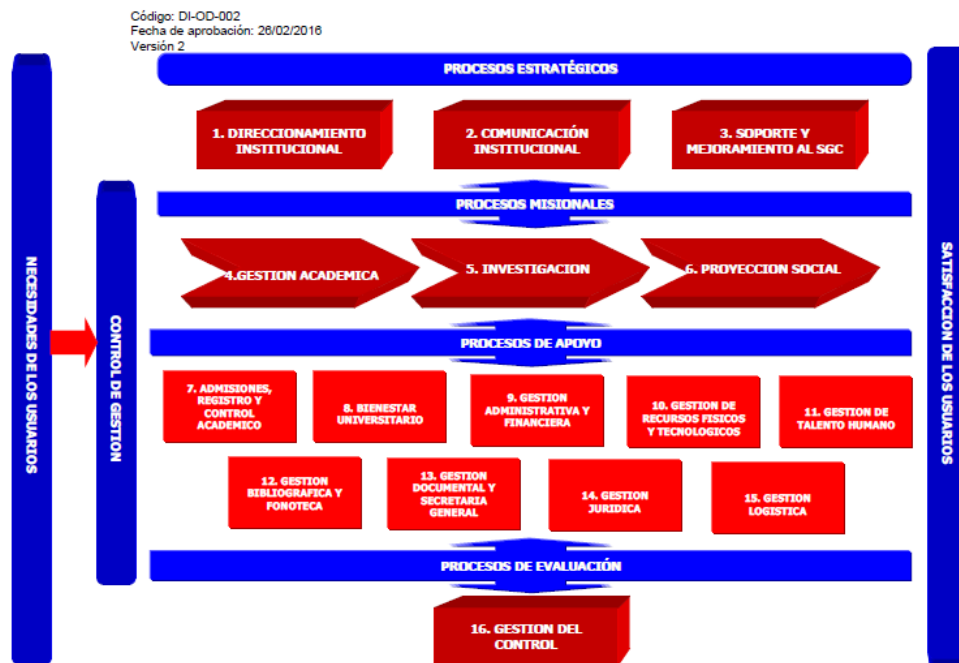 Código: DI-OD-002
Fecha de aprobación: 26/02/2016
Versión 2
NECESIDADES DE LOS USUARIOS
CONTROL DE GESTION
PROCESOS ESTRATÉGICOS
1. DIRECCIONAMIENTO
INSTITUCIONAL
2. COMUNICACIÓN
INSTITUCIONAL
3. SOPORTE Y
MEJORAMIENTO AL SGC
PROCESOS MISIONALES
4.GESTION ACADEMICA
5. INVESTIGACION
6. PROYECCION SOCIAL
PROCESOS DE APOYO
7. ADMISIONES,
REGISTRO Y
CONTROL
ACADEMICO
8. BIENESTAR
UNIVERSITARIO
9. GESTION
ADMINISTRATIVA Y
FINANCIERA
10. GESTION DE
RECURSOS FISICOS
Y TECNOLOGICOS
11. GESTION DE
TALENTO HUMANO
12. GESTION
BIBLIOGRAFICA Y
FONOTECA
13. GESTION
DOCUMENTAL Y
SECRETARIA
GENERAL
14. GESTION
JURIDICA
15. GESTION
LOGISTICA
PROCESOS DE EVALUACIÓN
16. GESTION DEL
CONTROL
SATISFACCION DE LOS USUARIOS